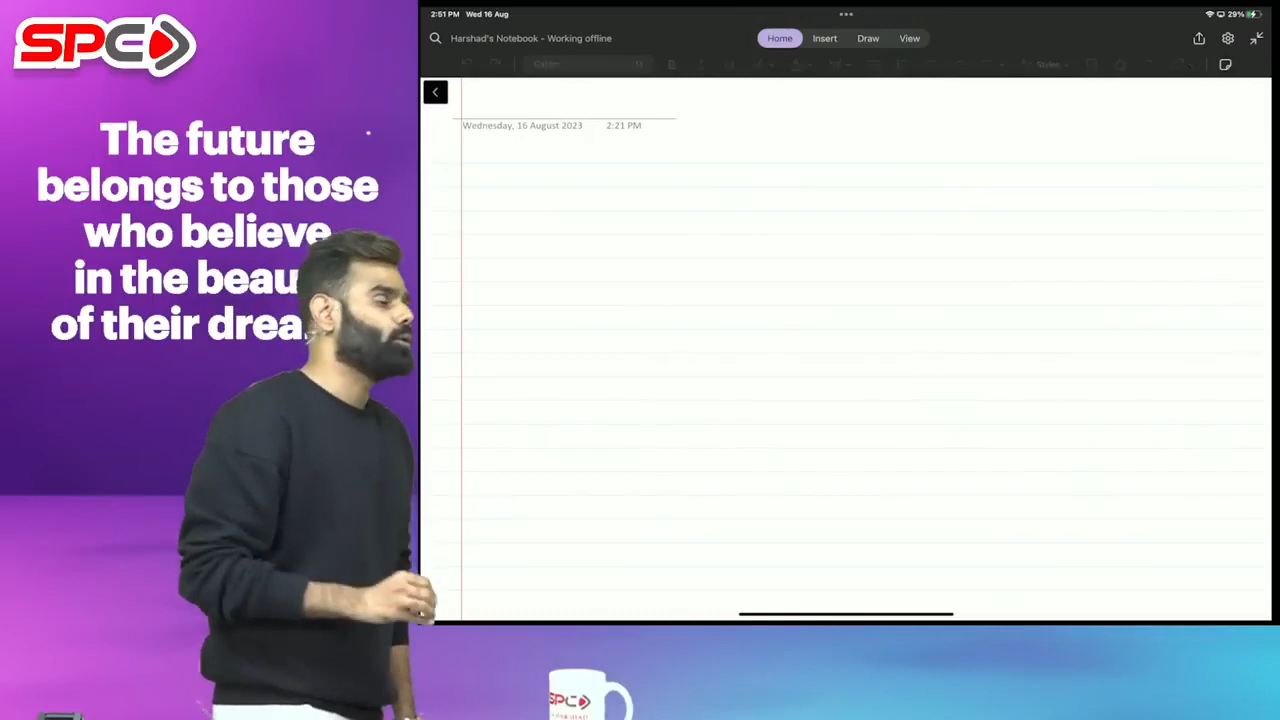 SPC
The future
belongs to those
who believe
in the beau
of their drea
2:51 PM Wed 16 Aug
29%
Harshad's Notebook - Working offline
Home Insert Draw View
Styles
Wednesday, 16 August 2023 2:21 PM
SPC